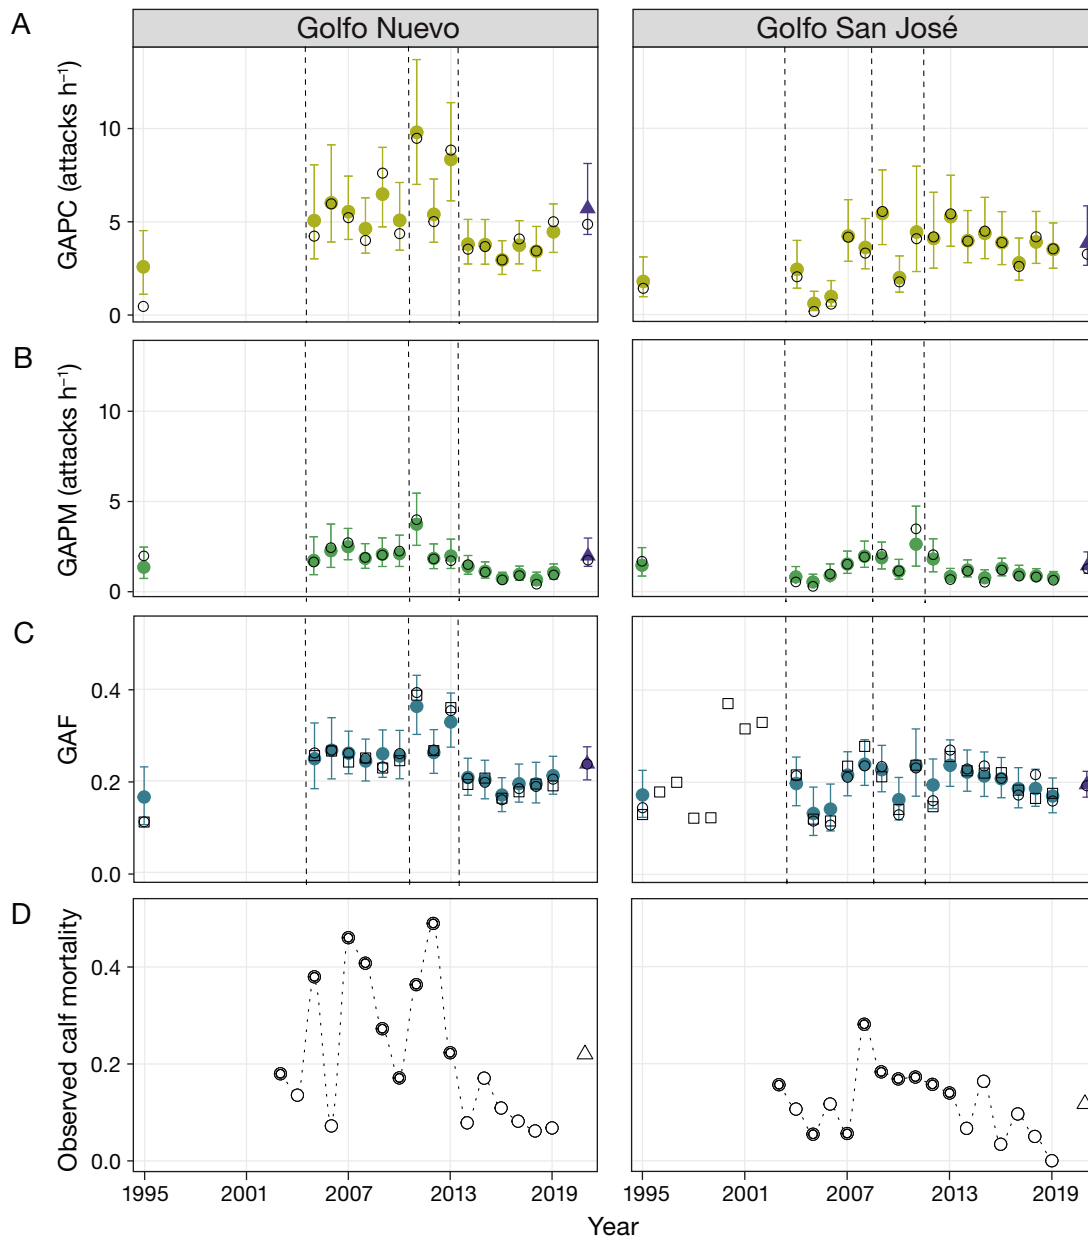 A
Golfo Nuevo
Golfo San José
GAPC (attacks h⁻¹)
10
5
0
B
GAPM (attacks h⁻¹)
10
5
0
C
GAF
0.4
0.2
0.0
D
Observed calf mortality
0.4
0.2
0.0
1995 2001 2007 2013 2019
1995 2001 2007 2013 2019
Year